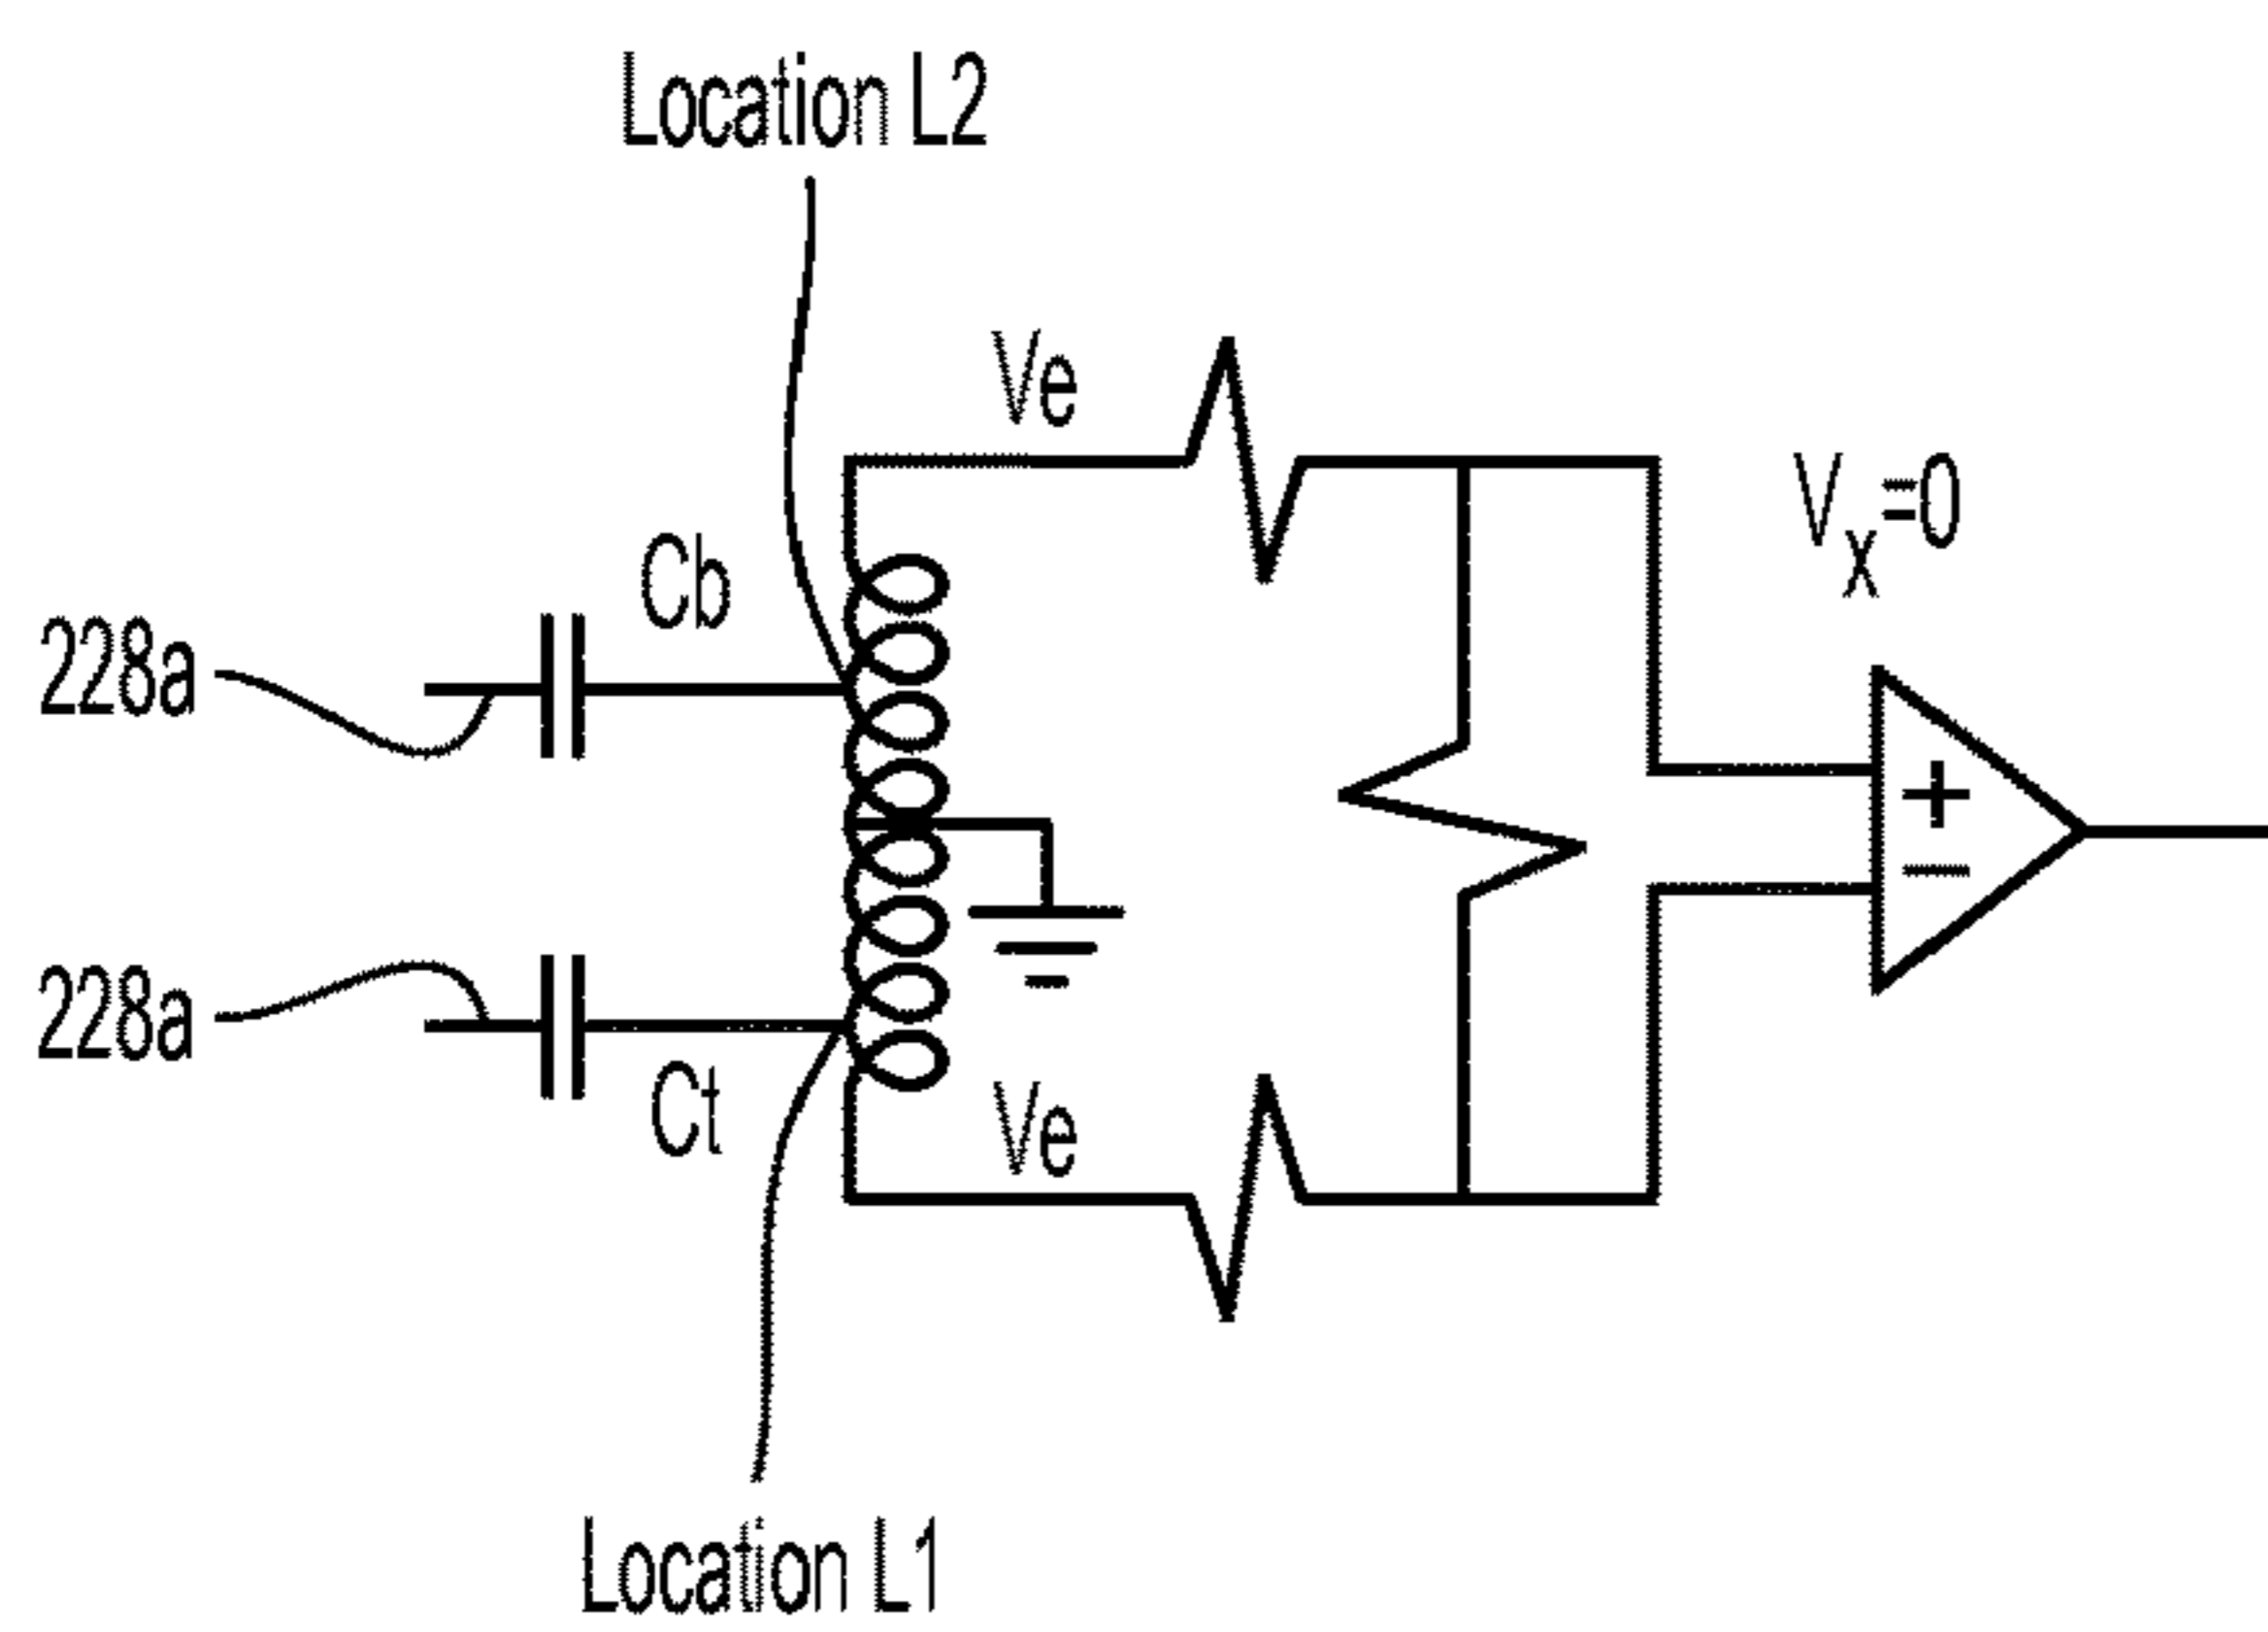 Location L2
Ve
Vx=0
Cb
228a
+
−
228a
Ct
Ve
Location L1